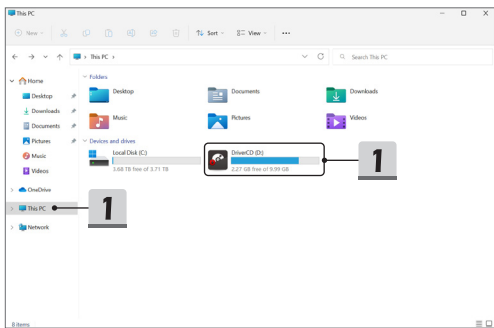 This PC
New
Sort
View
This PC
Search This PC
Home
Desktop
Downloads
Documents
Pictures
Music
Videos
OneDrive
This PC
Network
Folders
Desktop
Documents
Downloads
Music
Pictures
Videos
Devices and drives
Local Disk (C:)
3.68 TB free of 3.71 TB
DriverCD (D:)
2.27 GB free of 9.99 GB
1
1
8 items